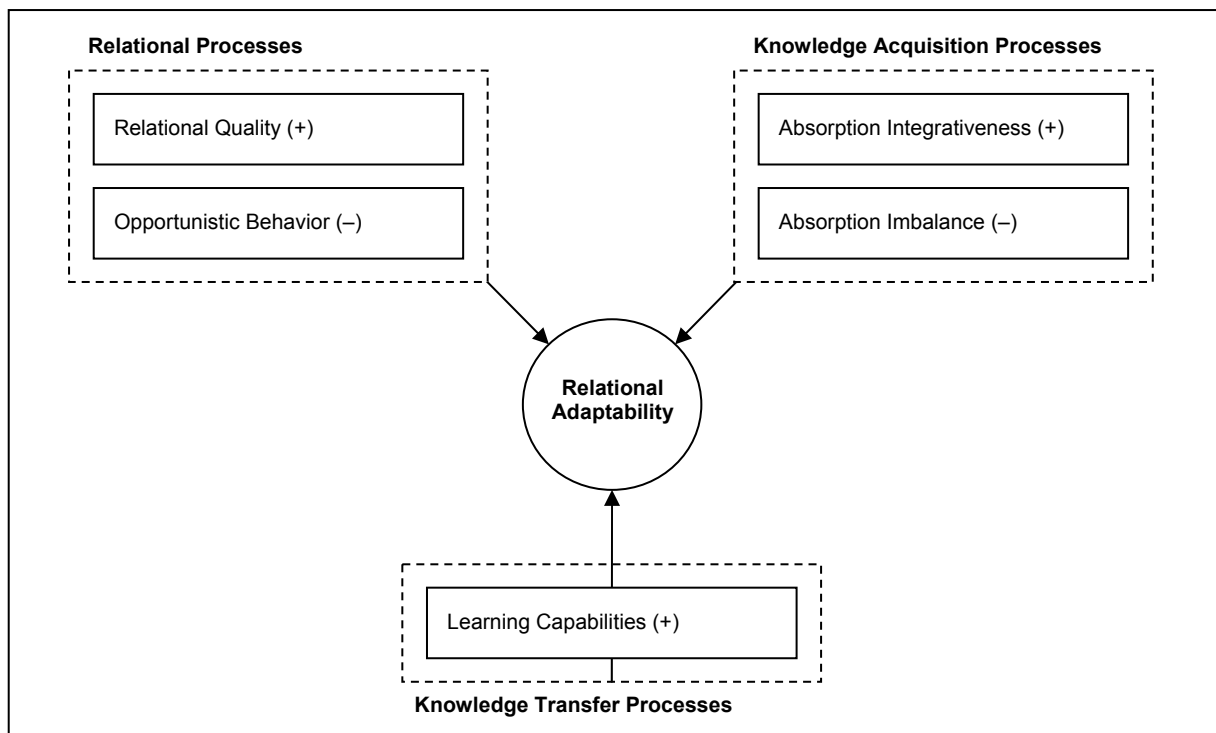 Relational Processes
Relational Quality (+)
Opportunistic Behavior (–)
Knowledge Acquisition Processes
Absorption Integrativeness (+)
Absorption Imbalance (–)
Relational
Adaptability
Learning Capabilities (+)
Knowledge Transfer Processes